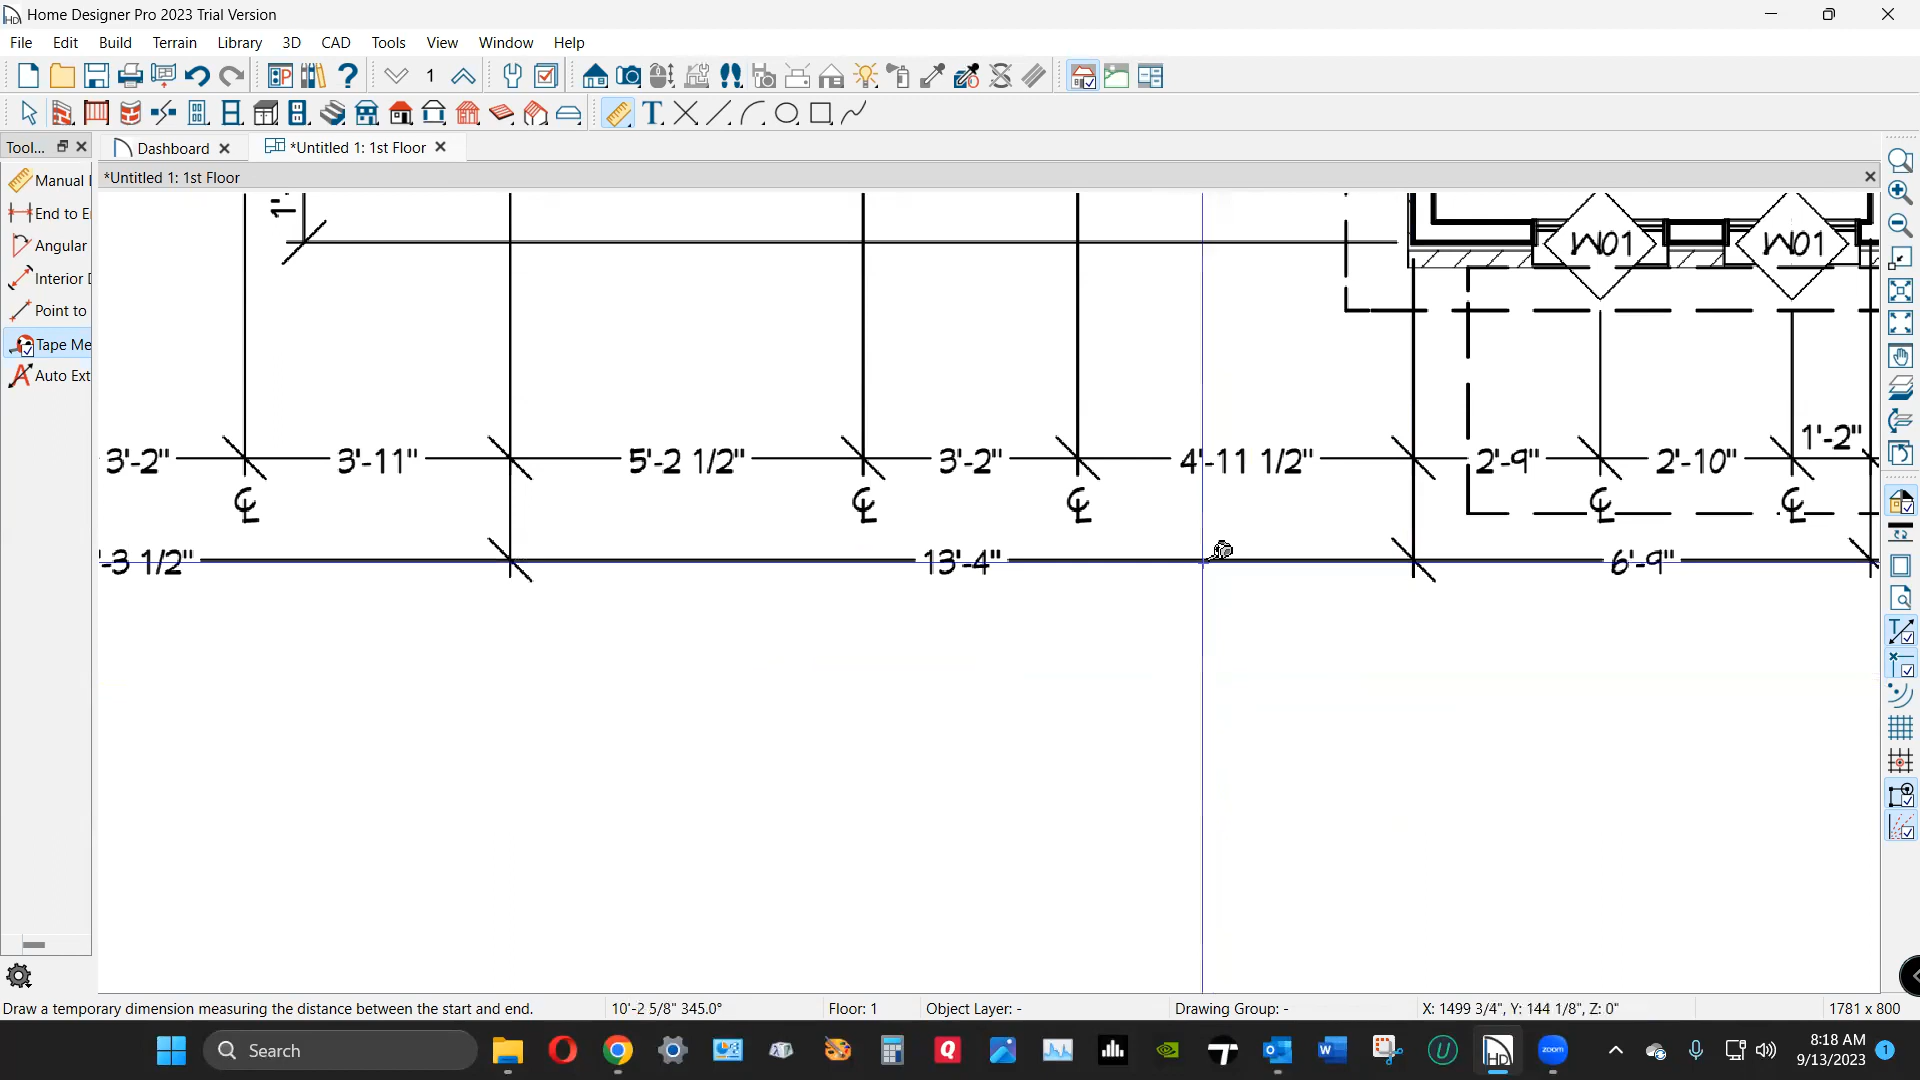 Home Designer Pro 2023 Trial Version
File Edit Build Terrain Library 3D CAD Tools View Window Help
1
Tool... Dashboard *Untitled 1: 1st Floor
*Untitled 1: 1st Floor
Manual
End to E
Angular
Interior
Point to
Tape Me
Auto Ext
1'-
W01 W01
3'-2" 3'-11" 5'-2 1/2" 3'-2" 4'-11 1/2" 2'-9" 2'-10" 1'-2"
℄ ℄ ℄ ℄ ℄
'-3 1/2" 13'-4" 6'-9"
Draw a temporary dimension measuring the distance between the start and end. 10'-2 5/8" 345.0° Floor: 1 Object Layer: - Drawing Group: - X: 1499 3/4", Y: 144 1/8", Z: 0" 1781 x 800
Search
zoom
8:18 AM
9/13/2023
1